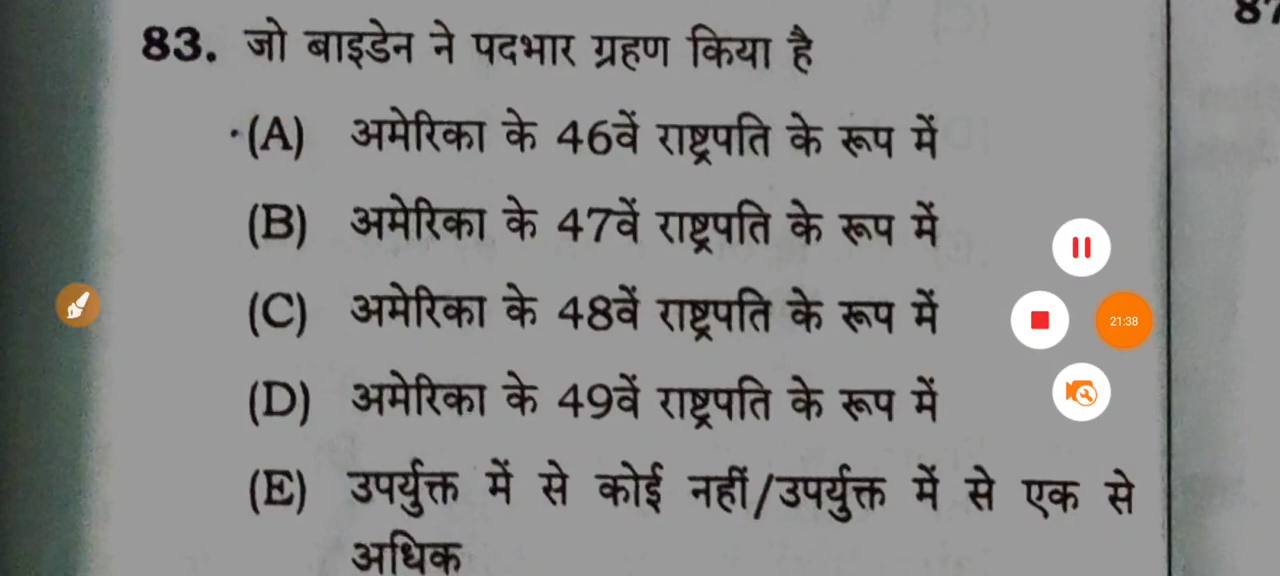 83. जो बाइडेन ने पदभार ग्रहण किया है
(A) अमेरिका के 46वें राष्ट्रपति के रूप में
(B) अमेरिका के 47वें राष्ट्रपति के रूप में
(C) अमेरिका के 48वें राष्ट्रपति के रूप में
(D) अमेरिका के 49वें राष्ट्रपति के रूप में
(E) उपर्युक्त में से कोई नहीं/उपर्युक्त में से एक से
अधिक
21:38